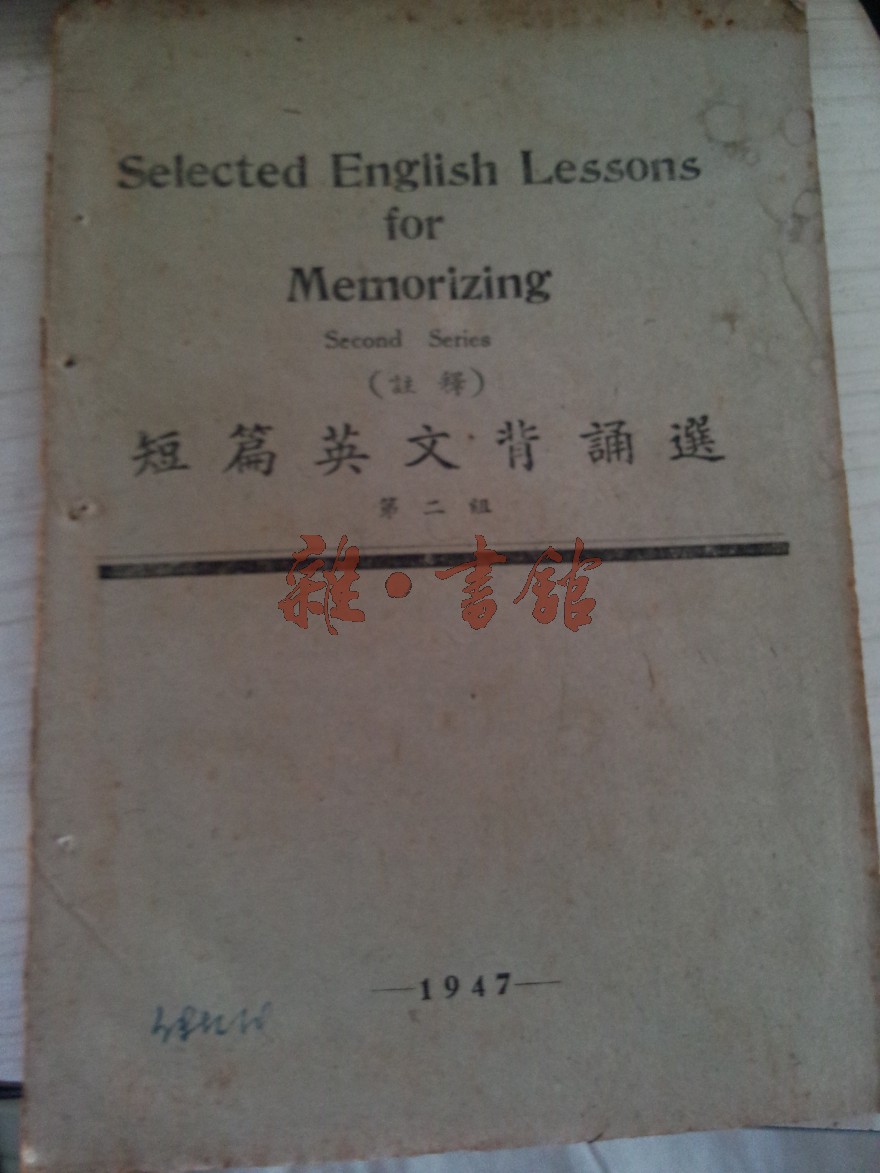 Selected English Lessons
for
Memorizing
Second Series
(註釋)
短篇英文背誦選
第二組
雜·書館
—1947—